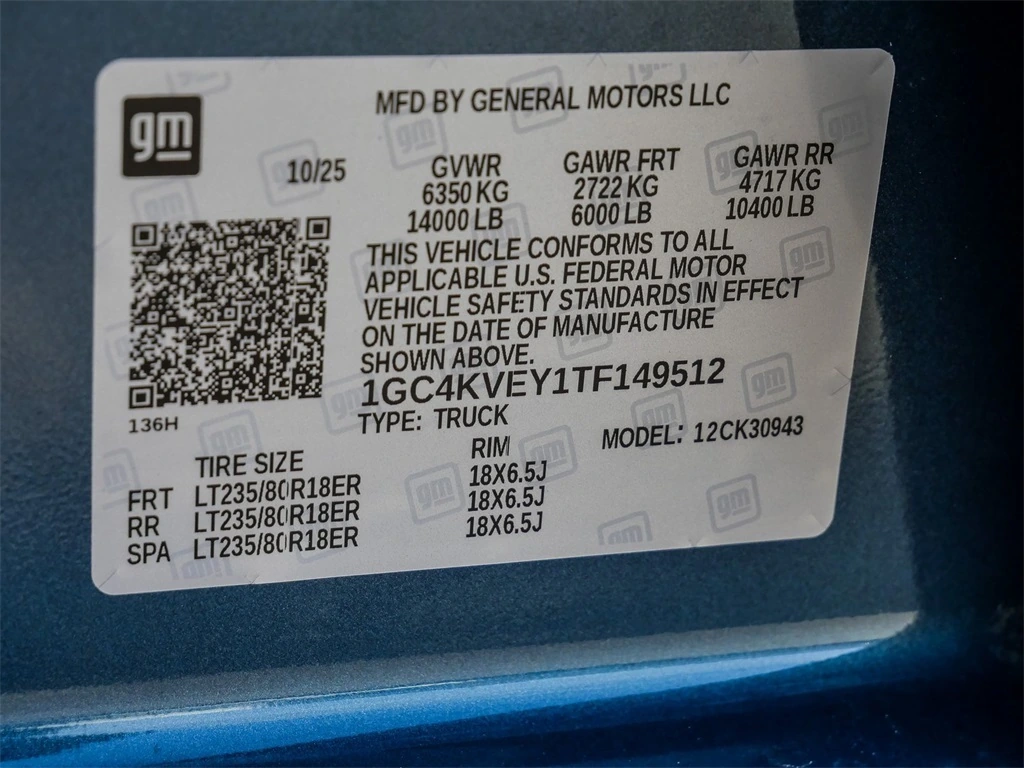 gm
MFD BY GENERAL MOTORS LLC
10/25 GVWR GAWR FRT GAWR RR
6350 KG 2722 KG 4717 KG
14000 LB 6000 LB 10400 LB
THIS VEHICLE CONFORMS TO ALL
APPLICABLE U.S. FEDERAL MOTOR
VEHICLE SAFETY STANDARDS IN EFFECT
ON THE DATE OF MANUFACTURE
SHOWN ABOVE.
1GC4KVEY1TF149512
136H
TYPE: TRUCK
MODEL: 12CK30943
TIRE SIZE RIM
FRT LT235/80R18ER 18X6.5J
RR LT235/80R18ER 18X6.5J
SPA LT235/80R18ER 18X6.5J